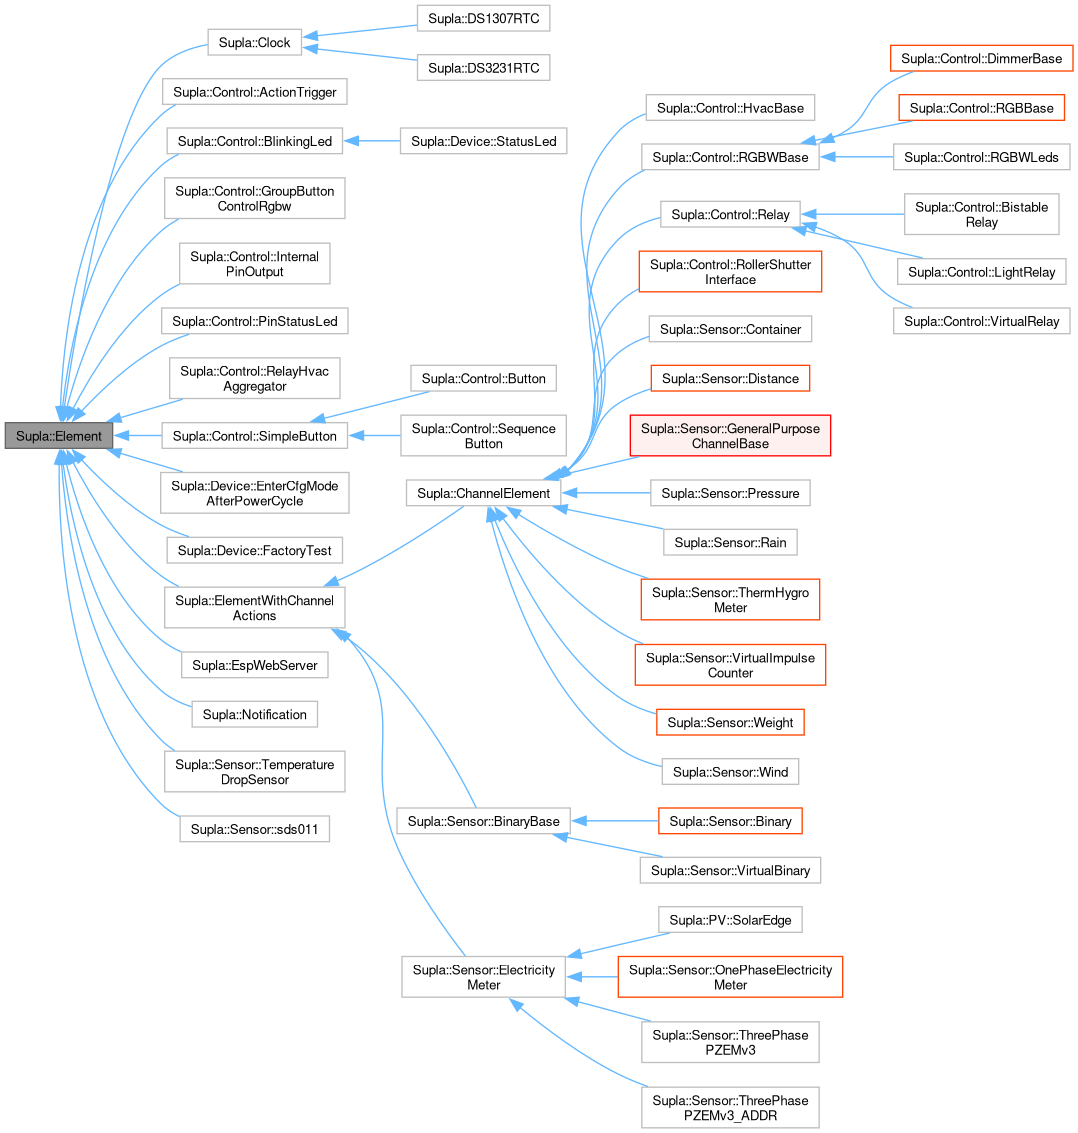 Supla::Element
Supla::Clock
Supla::DS1307RTC
Supla::DS3231RTC
Supla::Control::ActionTrigger
Supla::Control::BlinkingLed
Supla::Device::StatusLed
Supla::Control::GroupButton
ControlRgbw
Supla::Control::Internal
PinOutput
Supla::Control::PinStatusLed
Supla::Control::RelayHvac
Aggregator
Supla::Control::SimpleButton
Supla::Control::Button
Supla::Control::Sequence
Button
Supla::Device::EnterCfgMode
AfterPowerCycle
Supla::Device::FactoryTest
Supla::ElementWithChannel
Actions
Supla::ChannelElement
Supla::Control::HvacBase
Supla::Control::RGBWBase
Supla::Control::DimmerBase
Supla::Control::RGBBase
Supla::Control::RGBWLeds
Supla::Control::Relay
Supla::Control::Bistable
Relay
Supla::Control::LightRelay
Supla::Control::VirtualRelay
Supla::Control::RollerShutter
Interface
Supla::Sensor::Container
Supla::Sensor::Distance
Supla::Sensor::GeneralPurpose
ChannelBase
Supla::Sensor::Pressure
Supla::Sensor::Rain
Supla::Sensor::ThermHygro
Meter
Supla::Sensor::VirtualImpulse
Counter
Supla::Sensor::Weight
Supla::Sensor::Wind
Supla::Sensor::BinaryBase
Supla::Sensor::Binary
Supla::Sensor::VirtualBinary
Supla::Sensor::Electricity
Meter
Supla::PV::SolarEdge
Supla::Sensor::OnePhaseElectricity
Meter
Supla::Sensor::ThreePhase
PZEMv3
Supla::Sensor::ThreePhase
PZEMv3_ADDR
Supla::EspWebServer
Supla::Notification
Supla::Sensor::Temperature
DropSensor
Supla::Sensor::sds011